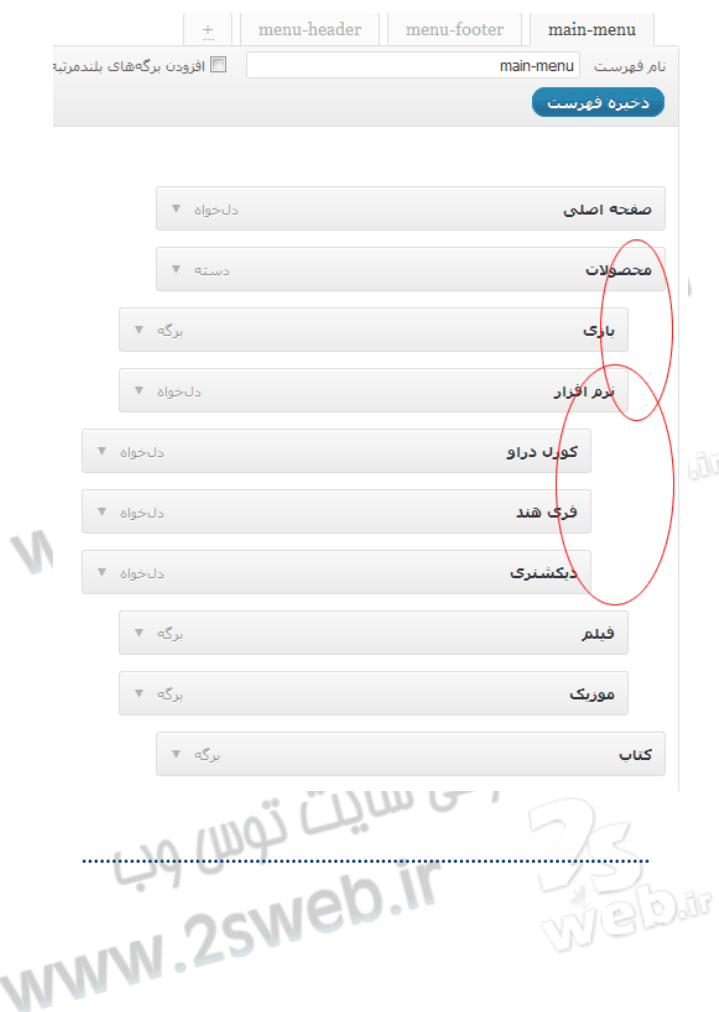 main-menu menu-footer menu-header +
نام فهرست main-menu افزودن برگه‌های بلندمرتبه
ذخیره فهرست
صفحه اصلی دل‌خواه
محصولات دسته
بازی برگه
نرم افزار دل‌خواه
کورل دراو دل‌خواه
فری هند دل‌خواه
دیکشنری دل‌خواه
فیلم برگه
موزیک برگه
کتاب برگه
سایت توس وب
2s
www.2sweb.ir
web.ir